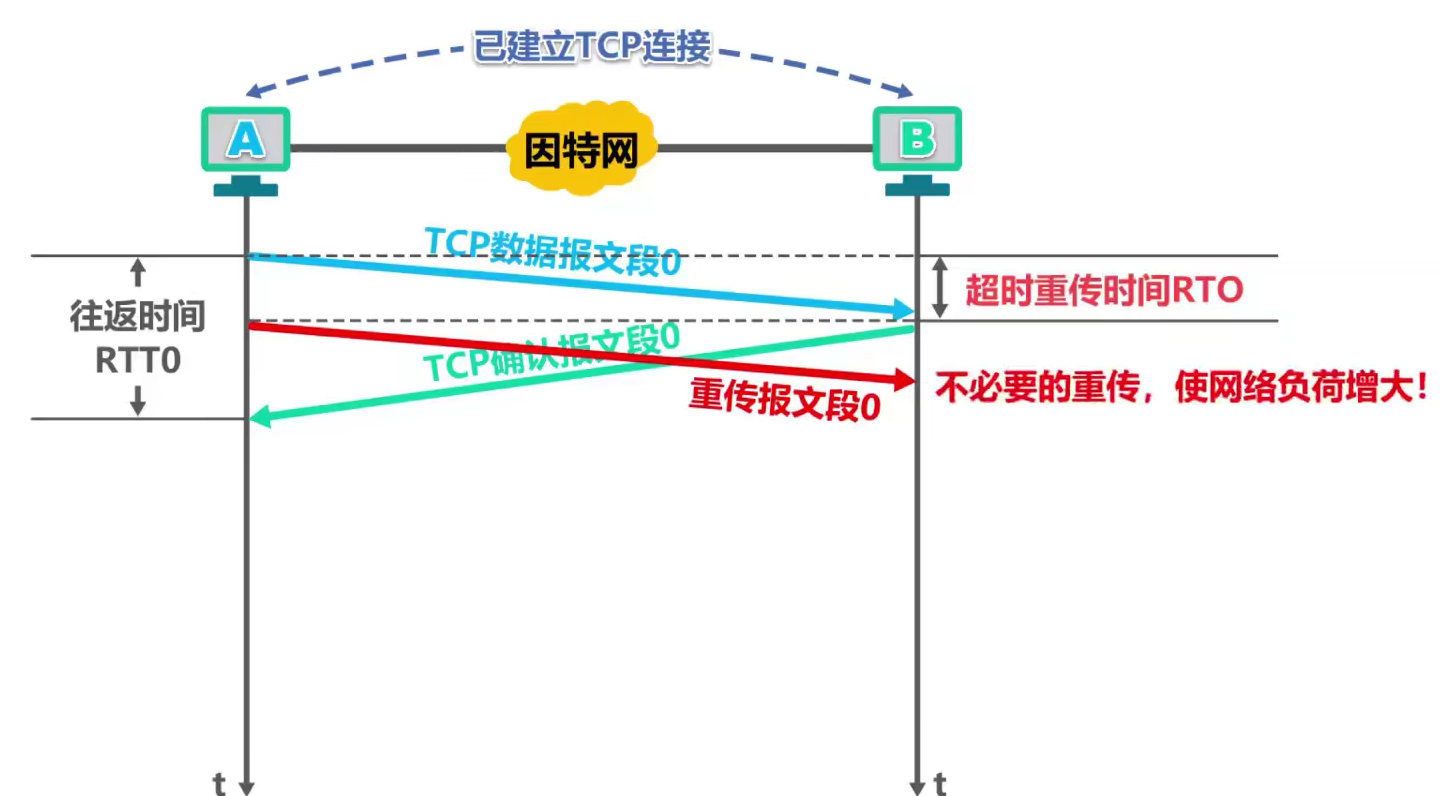 已建立TCP连接
A
因特网
B
TCP数据报文段0
往返时间
RTT0
超时重传时间RTO
TCP确认报文段0
重传报文段0
不必要的重传，使网络负荷增大！
t
t